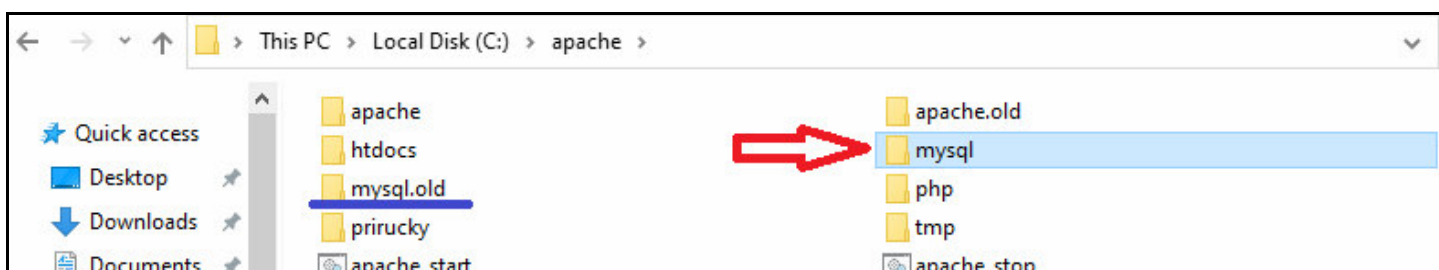 This PC > Local Disk (C:) > apache >
Quick access
Desktop
Downloads
Documents
apache
apache.old
htdocs
mysql
mysql.old
php
prirucky
tmp
apache_start
apache_stop